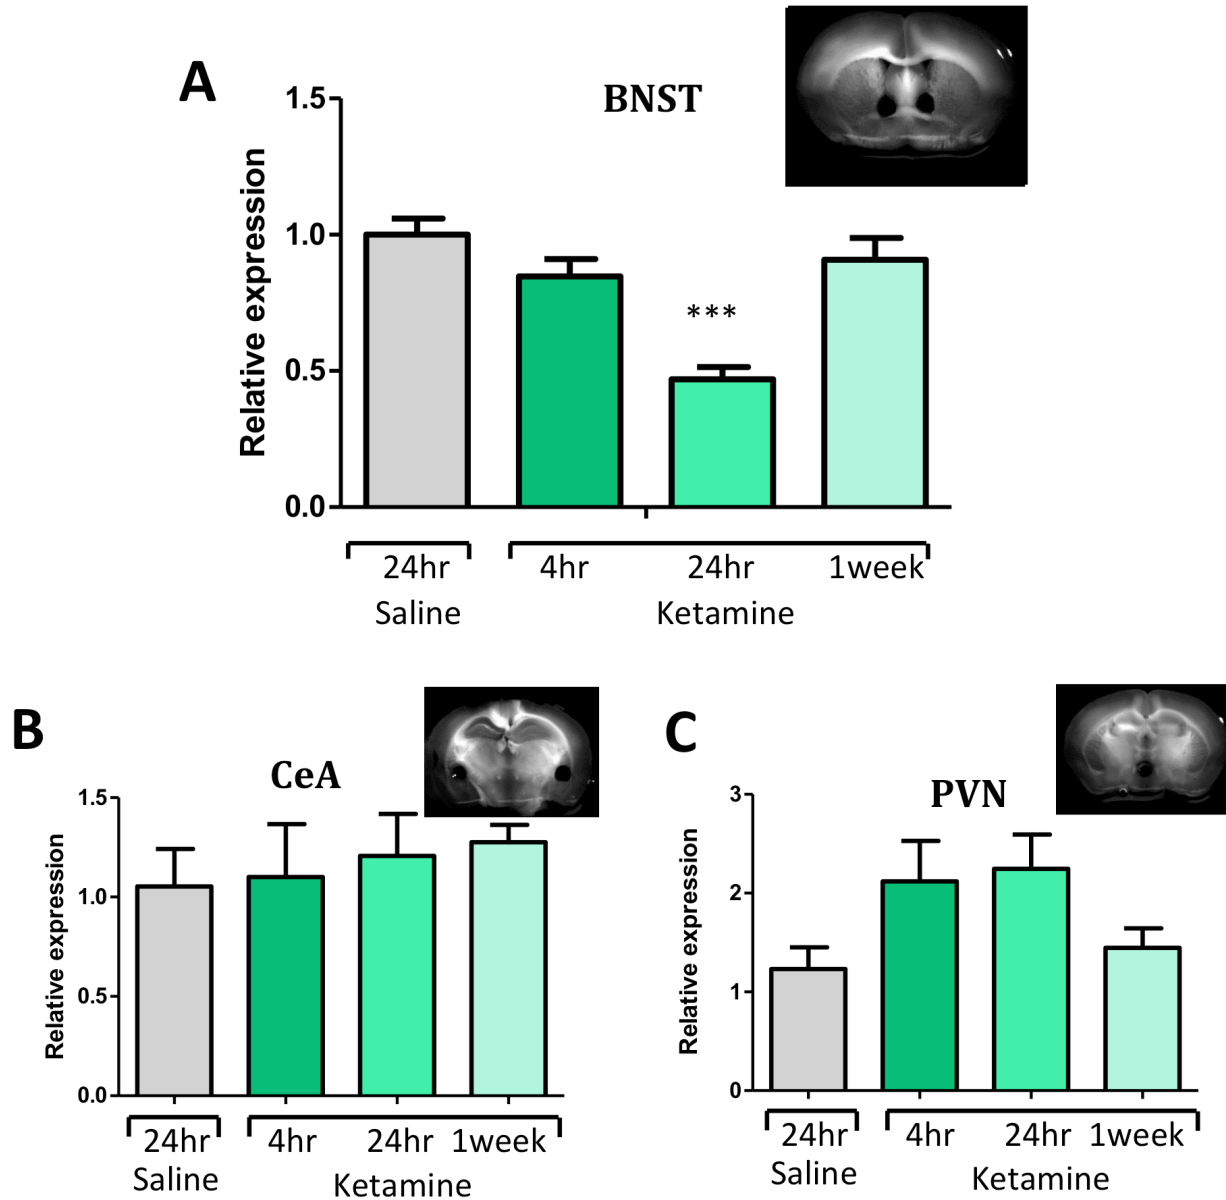 A
BNST
Relative expression
1.5
1.0
0.5
0.0
***
24hr 4hr 24hr 1week
Saline Ketamine
B
CeA
Relative expression
1.5
1.0
0.5
0.0
24hr 4hr 24hr 1week
Saline Ketamine
C
PVN
Relative expression
3
2
1
0
24hr 4hr 24hr 1week
Saline Ketamine